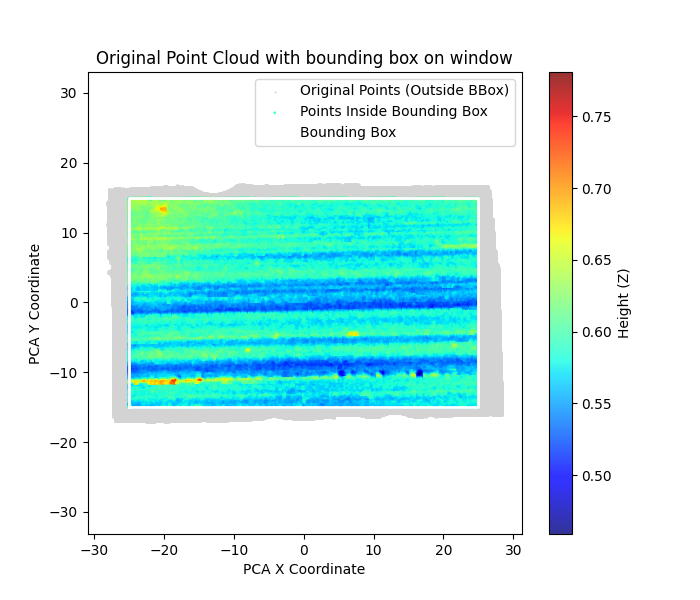 Original Point Cloud with bounding box on window
Original Points (Outside BBox)
Points Inside Bounding Box
Bounding Box
30
20
10
0
−10
−20
−30
PCA Y Coordinate
−30 −20 −10 0 10 20 30
PCA X Coordinate
0.75
0.70
0.65
0.60
0.55
0.50
Height (Z)